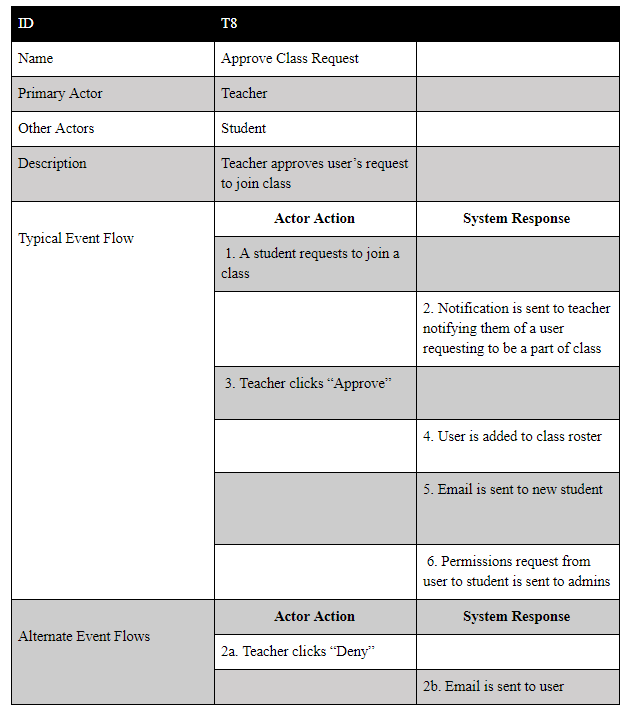 ID T8
Name Approve Class Request
Primary Actor Teacher
Other Actors Student
Description Teacher approves user’s request
to join class
Typical Event Flow
Actor Action System Response
1. A student requests to join a
class
2. Notification is sent to teacher
notifying them of a user
requesting to be a part of class
3. Teacher clicks “Approve”
4. User is added to class roster
5. Email is sent to new student
6. Permissions request from
user to student is sent to admins
Alternate Event Flows
Actor Action System Response
2a. Teacher clicks “Deny”
2b. Email is sent to user